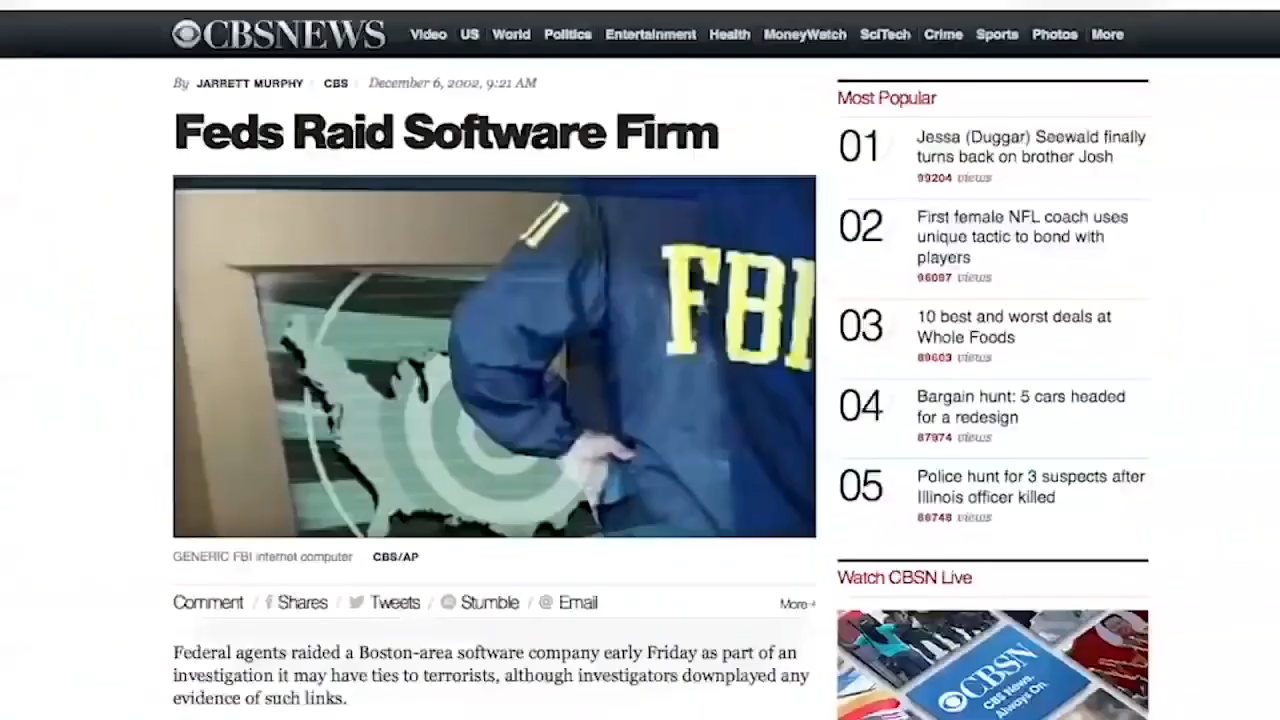 CBSNEWS Video US World Politics Entertainment Health MoneyWatch SciTech Crime Sports Photos More
By JARRETT MURPHY CBS December 6, 2002, 9:21 AM
Feds Raid Software Firm
FBI
GENERIC FBI internet computer CBS/AP
Comment / Shares / Tweets / Stumble / @ Email More+
Federal agents raided a Boston-area software company early Friday as part of an
investigation it may have ties to terrorists, although investigators downplayed any
evidence of such links.
Most Popular
01 Jessa (Duggar) Seewald finally
turns back on brother Josh
99204 views
02 First female NFL coach uses
unique tactic to bond with
players
96097 views
03 10 best and worst deals at
Whole Foods
89603 views
04 Bargain hunt: 5 cars headed
for a redesign
87974 views
05 Police hunt for 3 suspects after
Illinois officer killed
86748 views
Watch CBSN Live
CBSN
CBS News.
Always On.